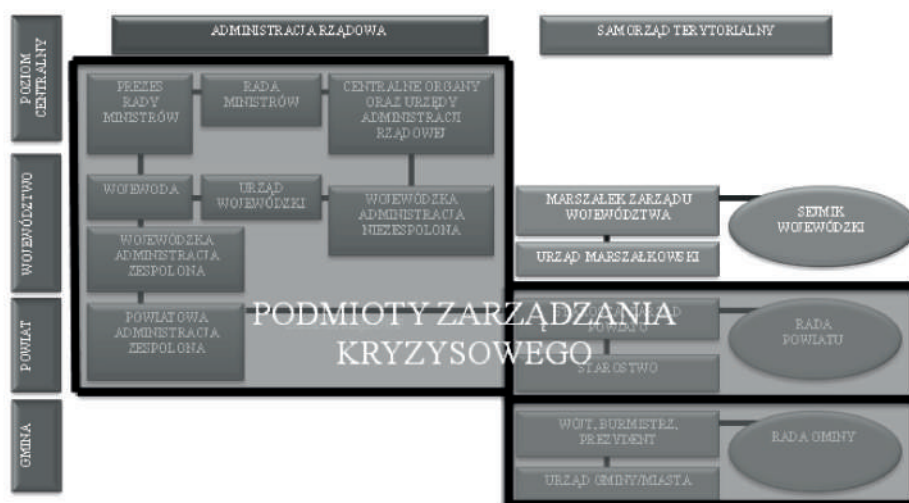 ADMINISTRACJA RZĄDOWA
SAMORZĄD TERYTORIALNY
POZIOM
CENTRALNY
PREZES
RADY
MINISTRÓW
RADA
MINISTRÓW
CENTRALNE ORGANY
ORAZ URZĘDY
ADMINISTRACJI
RZĄDOWEJ
WOJEWÓDZTWO
WOJEWODA
URZĄD
WOJEWÓDZKI
WOJEWÓDZKA
ADMINISTRACJA
NIEZESPOLONA
MARSZAŁEK ZARZĄDU
WOJEWÓDZTWA
SEJMIK
WOJEWÓDZKI
WOJEWÓDZKA
ADMINISTRACJA
ZESPOLONA
URZĄD MARSZAŁKOWSKI
POWIAT
POWIATOWA
ADMINISTRACJA
ZESPOLONA
PODMIOTY ZARZĄDZANIA
KRYZYSOWEGO
POWIATU
RADA
POWIATU
STAROSTWO
GMINA
WÓJT, BURMISTRZ,
PREZYDENT
RADA GMINY
URZĄD GMINY/MIASTA